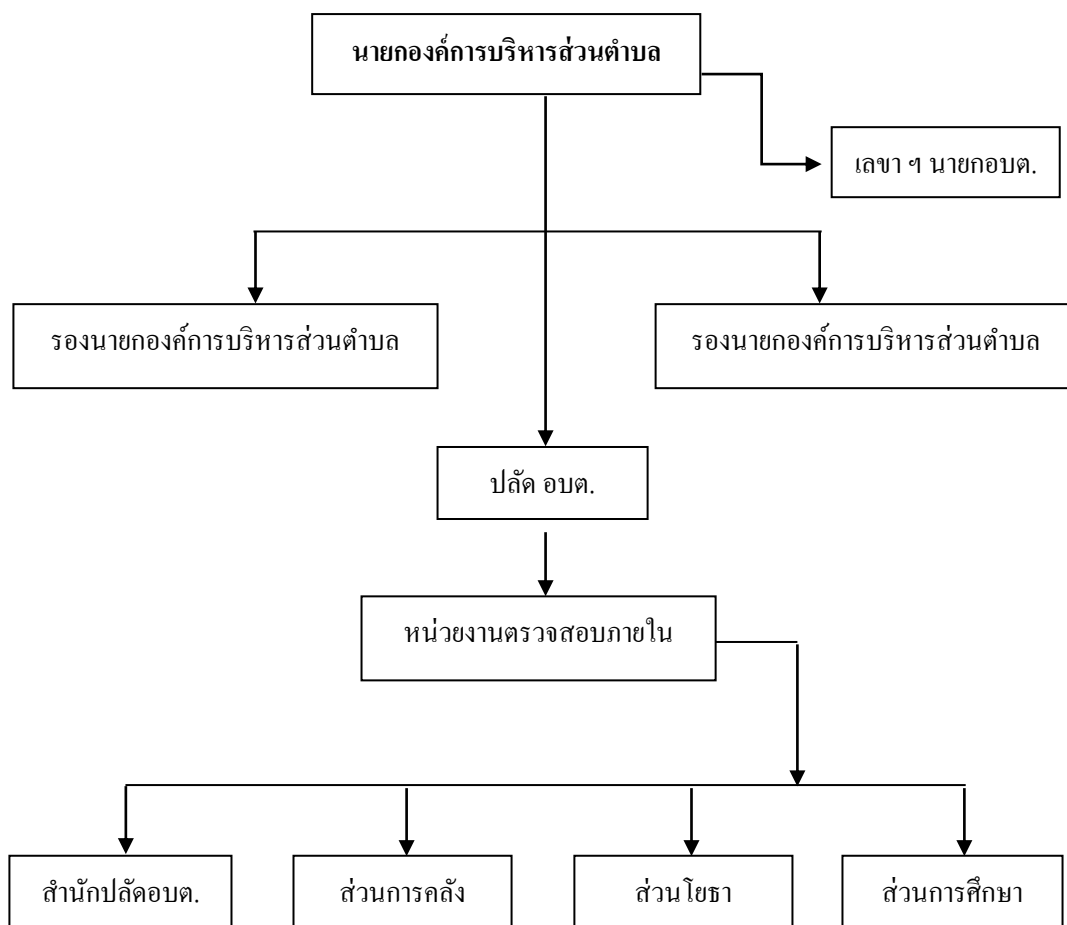 นายกองค์การบริหารส่วนตำบล
เลขา ฯ นายกอบต.
รองนายกองค์การบริหารส่วนตำบล
รองนายกองค์การบริหารส่วนตำบล
ปลัด อบต.
หน่วยงานตรวจสอบภายใน
สำนักปลัดอบต.
ส่วนการคลัง
ส่วนโยธา
ส่วนการศึกษา